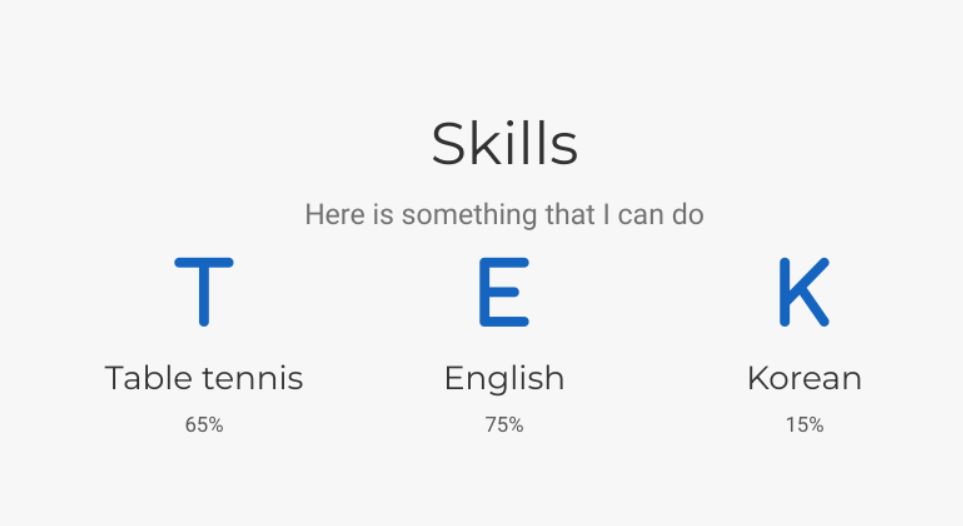 Skills
Here is something that I can do
T E K
Table tennis English Korean
65% 75% 15%